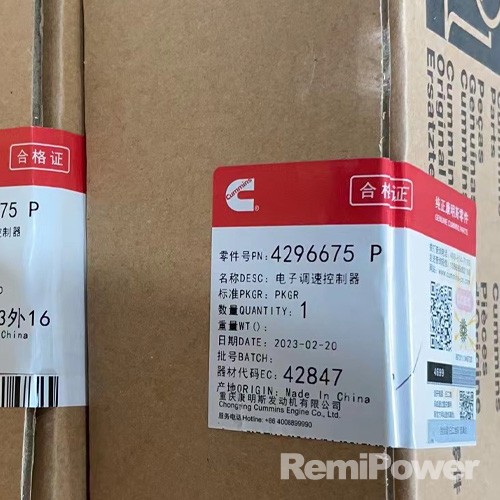 合格证
75 P
控制器
3外16
China
Cummins
合格证
纯正康明斯零件
GENUINE CUMMINS PARTS
零件号PN: 4296675 P
名称DESC: 电子调速控制器
标准PKGR: PKGR
数量QUANTITY: 1
重量WT():
日期DATE: 2023-02-20
批号BATCH:
器材代码EC: 42847
产地ORIGIN: Made In China
重庆康明斯发动机有限公司
Chongqing Cummins Engine Co., Ltd.
服务电话Hotline: +86 4008899990
4699
Cummins
Original
Ersatzte
RemiPower